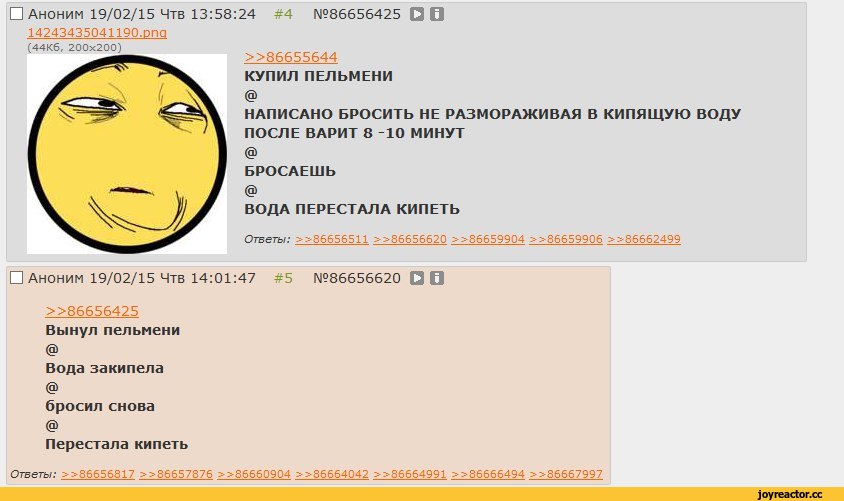 Аноним 19/02/15 Чтв 13:58:24 #4 №86656425
14243435041190.png
(44Кб, 200x200)
>>86655644
КУПИЛ ПЕЛЬМЕНИ
@
НАПИСАНО БРОСИТЬ НЕ РАЗМОРАЖИВАЯ В КИПЯЩУЮ ВОДУ
ПОСЛЕ ВАРИТ 8 -10 МИНУТ
@
БРОСАЕШЬ
@
ВОДА ПЕРЕСТАЛА КИПЕТЬ
Ответы: >>86656511 >>86656620 >>86659904 >>86659906 >>86662499
Аноним 19/02/15 Чтв 14:01:47 #5 №86656620
>>86656425
Вынул пельмени
@
Вода закипела
@
бросил снова
@
Перестала кипеть
Ответы: >>86656817 >>86657876 >>86660904 >>86664042 >>86664991 >>86666494 >>86667997
joyreactor.cc